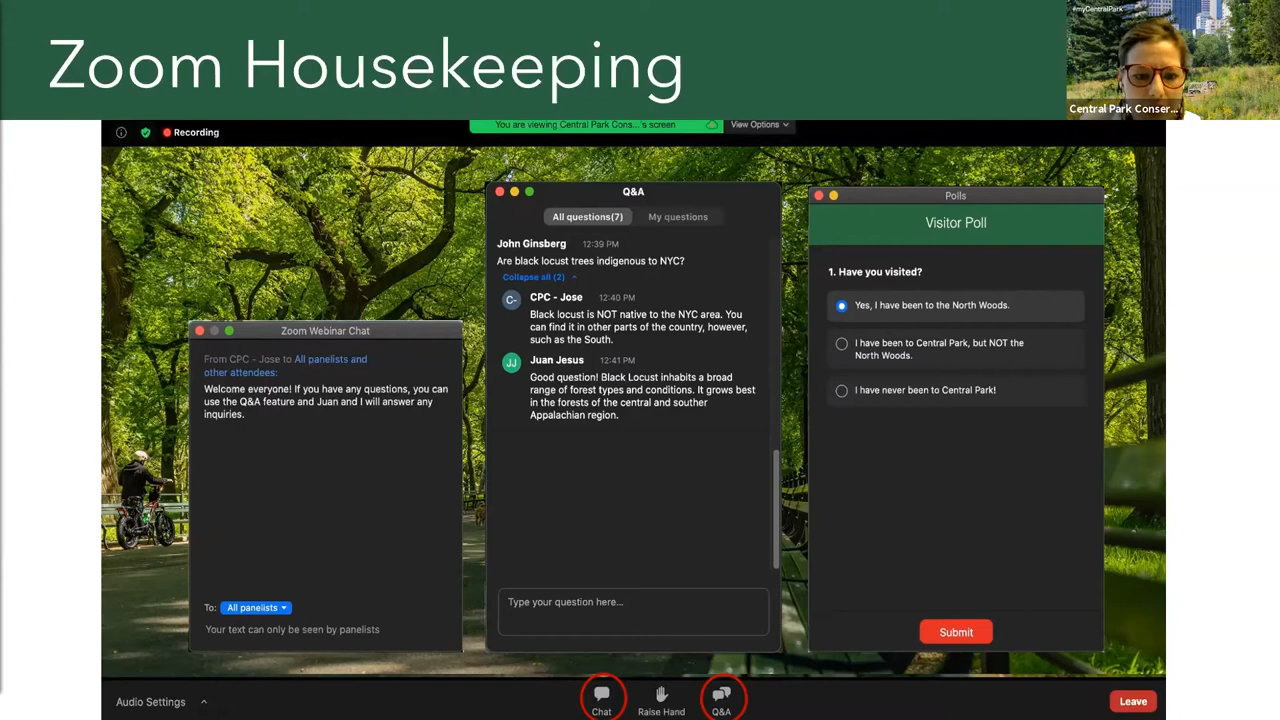 Zoom Housekeeping
#myCentralPark
Central Park Conser...
Recording
You are viewing Central Park Cons...'s screen
View Options
Zoom Webinar Chat
From CPC - Jose to All panelists and
other attendees:
Welcome everyone! If you have any questions, you can
use the Q&A feature and Juan and I will answer any
inquiries.
To: All panelists
Your text can only be seen by panelists
Q&A
All questions(7)
My questions
John Ginsberg 12:39 PM
Are black locust trees indigenous to NYC?
Collapse all (2)
C-
CPC - Jose 12:40 PM
Black locust is NOT native to the NYC area. You
can find it in other parts of the country, however,
such as the South.
JJ
Juan Jesus 12:41 PM
Good question! Black Locust inhabits a broad
range of forest types and conditions. It grows best
in the forests of the central and souther
Appalachian region.
Type your question here...
Polls
Visitor Poll
1. Have you visited?
Yes, I have been to the North Woods.
I have been to Central Park, but NOT the
North Woods.
I have never been to Central Park!
Submit
Audio Settings
Chat
Raise Hand
Q&A
Leave